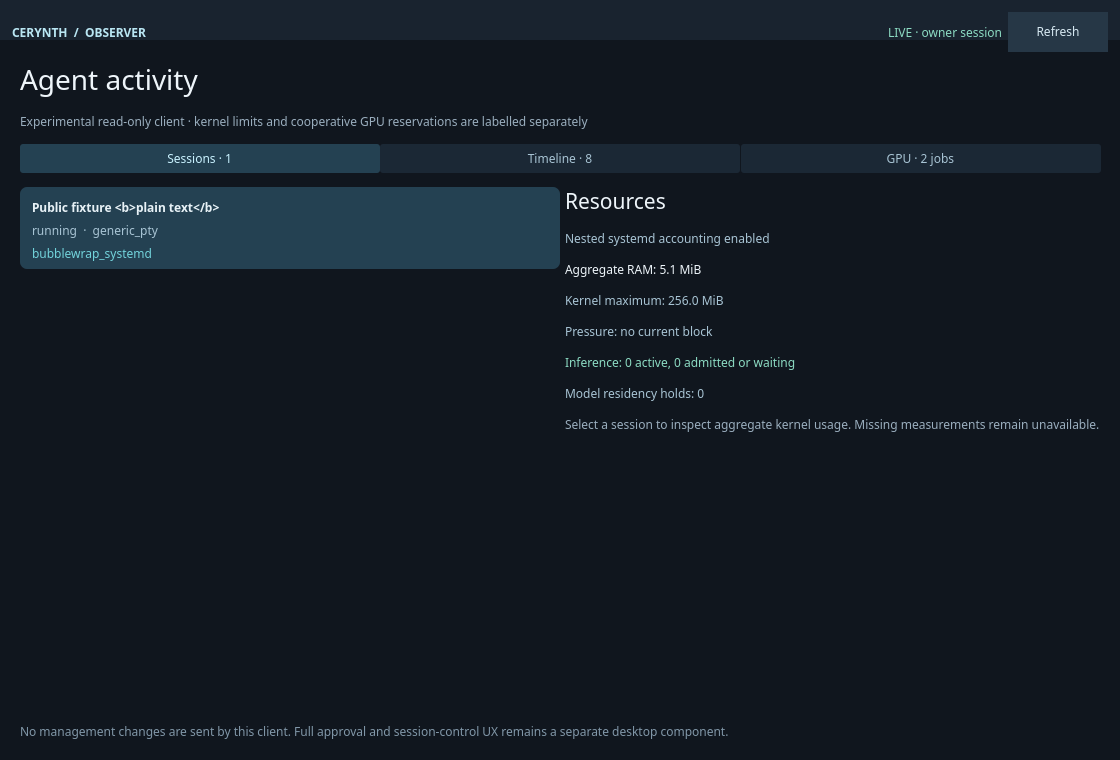 CERYNTH / OBSERVER
LIVE · owner session
Refresh
Agent activity
Experimental read-only client · kernel limits and cooperative GPU reservations are labelled separately
Sessions · 1
Timeline · 8
GPU · 2 jobs
Public fixture <b>plain text</b>
running · generic_pty
bubblewrap_systemd
Resources
Nested systemd accounting enabled
Aggregate RAM: 5.1 MiB
Kernel maximum: 256.0 MiB
Pressure: no current block
Inference: 0 active, 0 admitted or waiting
Model residency holds: 0
Select a session to inspect aggregate kernel usage. Missing measurements remain unavailable.
No management changes are sent by this client. Full approval and session-control UX remains a separate desktop component.